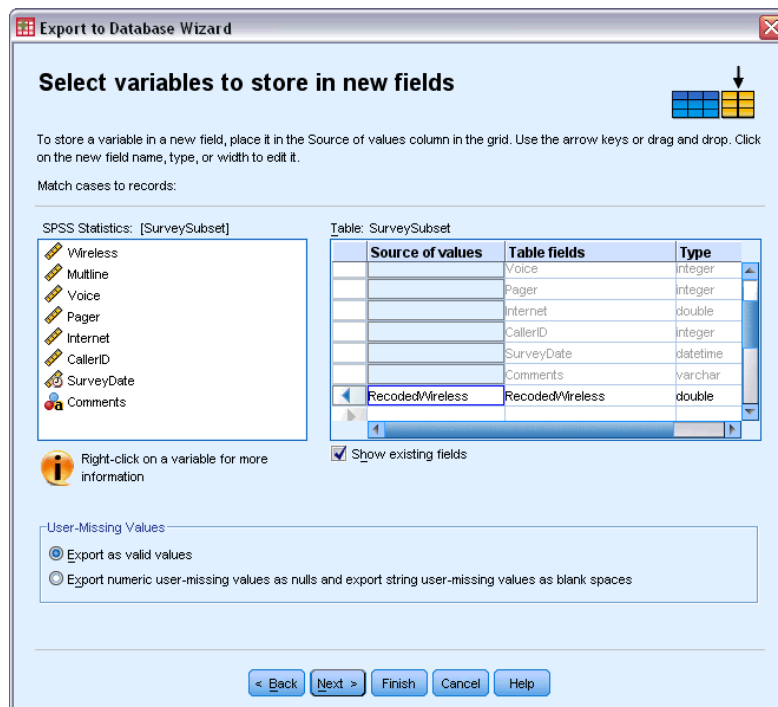 Export to Database Wizard
Select variables to store in new fields
To store a variable in a new field, place it in the Source of values column in the grid. Use the arrow keys or drag and drop. Click
on the new field name, type, or width to edit it.
Match cases to records:
SPSS Statistics: [SurveySubset]
Wireless
Multline
Voice
Pager
Internet
CallerID
SurveyDate
Comments
Right-click on a variable for more
information
Table: SurveySubset
Source of values Table fields Type
Voice integer
Pager integer
Internet double
CallerID integer
SurveyDate datetime
Comments varchar
RecodedWireless RecodedWireless double
Show existing fields
User-Missing Values
Export as valid values
Export numeric user-missing values as nulls and export string user-missing values as blank spaces
< Back Next > Finish Cancel Help